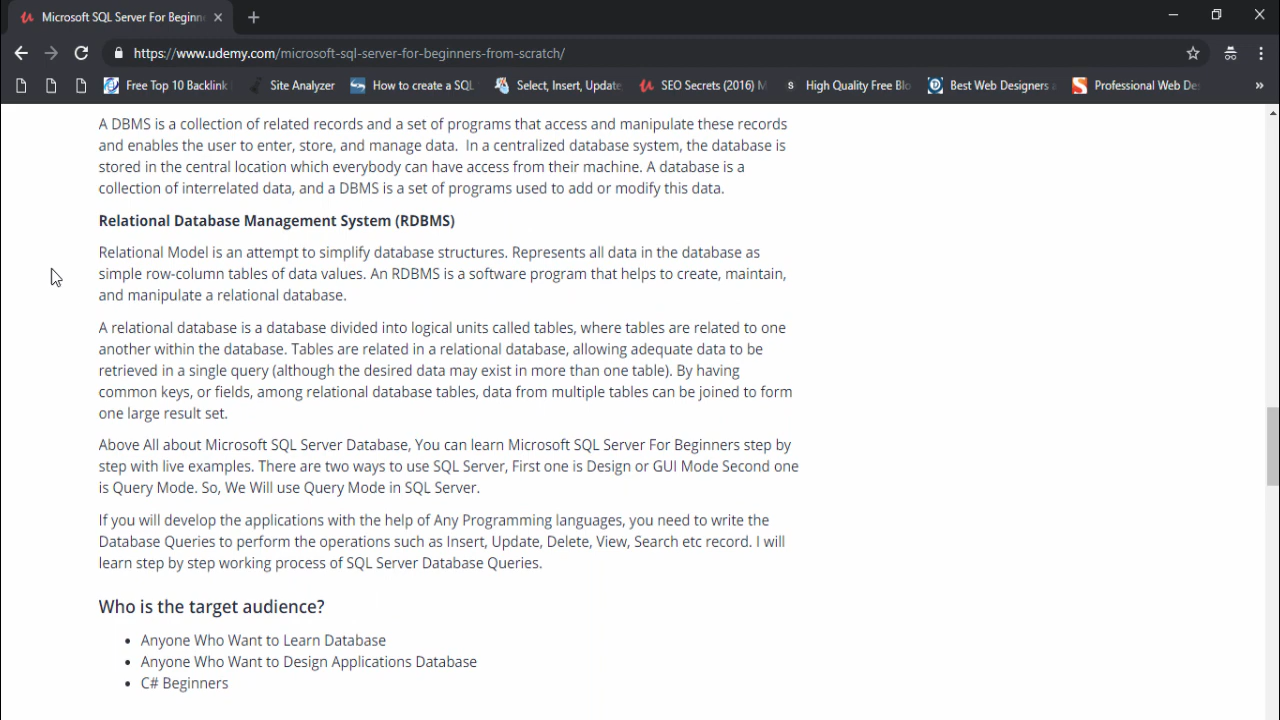 Microsoft SQL Server For Beginn
https://www.udemy.com/microsoft-sql-server-for-beginners-from-scratch/
Free Top 10 Backlink Site Analyzer How to create a SQL Select, Insert, Update, SEO Secrets (2016) M High Quality Free Blo Best Web Designers Professional Web De »
A DBMS is a collection of related records and a set of programs that access and manipulate these records
and enables the user to enter, store, and manage data. In a centralized database system, the database is
stored in the central location which everybody can have access from their machine. A database is a
collection of interrelated data, and a DBMS is a set of programs used to add or modify this data.
Relational Database Management System (RDBMS)
Relational Model is an attempt to simplify database structures. Represents all data in the database as
simple row-column tables of data values. An RDBMS is a software program that helps to create, maintain,
and manipulate a relational database.
A relational database is a database divided into logical units called tables, where tables are related to one
another within the database. Tables are related in a relational database, allowing adequate data to be
retrieved in a single query (although the desired data may exist in more than one table). By having
common keys, or fields, among relational database tables, data from multiple tables can be joined to form
one large result set.
Above All about Microsoft SQL Server Database, You can learn Microsoft SQL Server For Beginners step by
step with live examples. There are two ways to use SQL Server, First one is Design or GUI Mode Second one
is Query Mode. So, We Will use Query Mode in SQL Server.
If you will develop the applications with the help of Any Programming languages, you need to write the
Database Queries to perform the operations such as Insert, Update, Delete, View, Search etc record. I will
learn step by step working process of SQL Server Database Queries.
Who is the target audience?
• Anyone Who Want to Learn Database
• Anyone Who Want to Design Applications Database
• C# Beginners